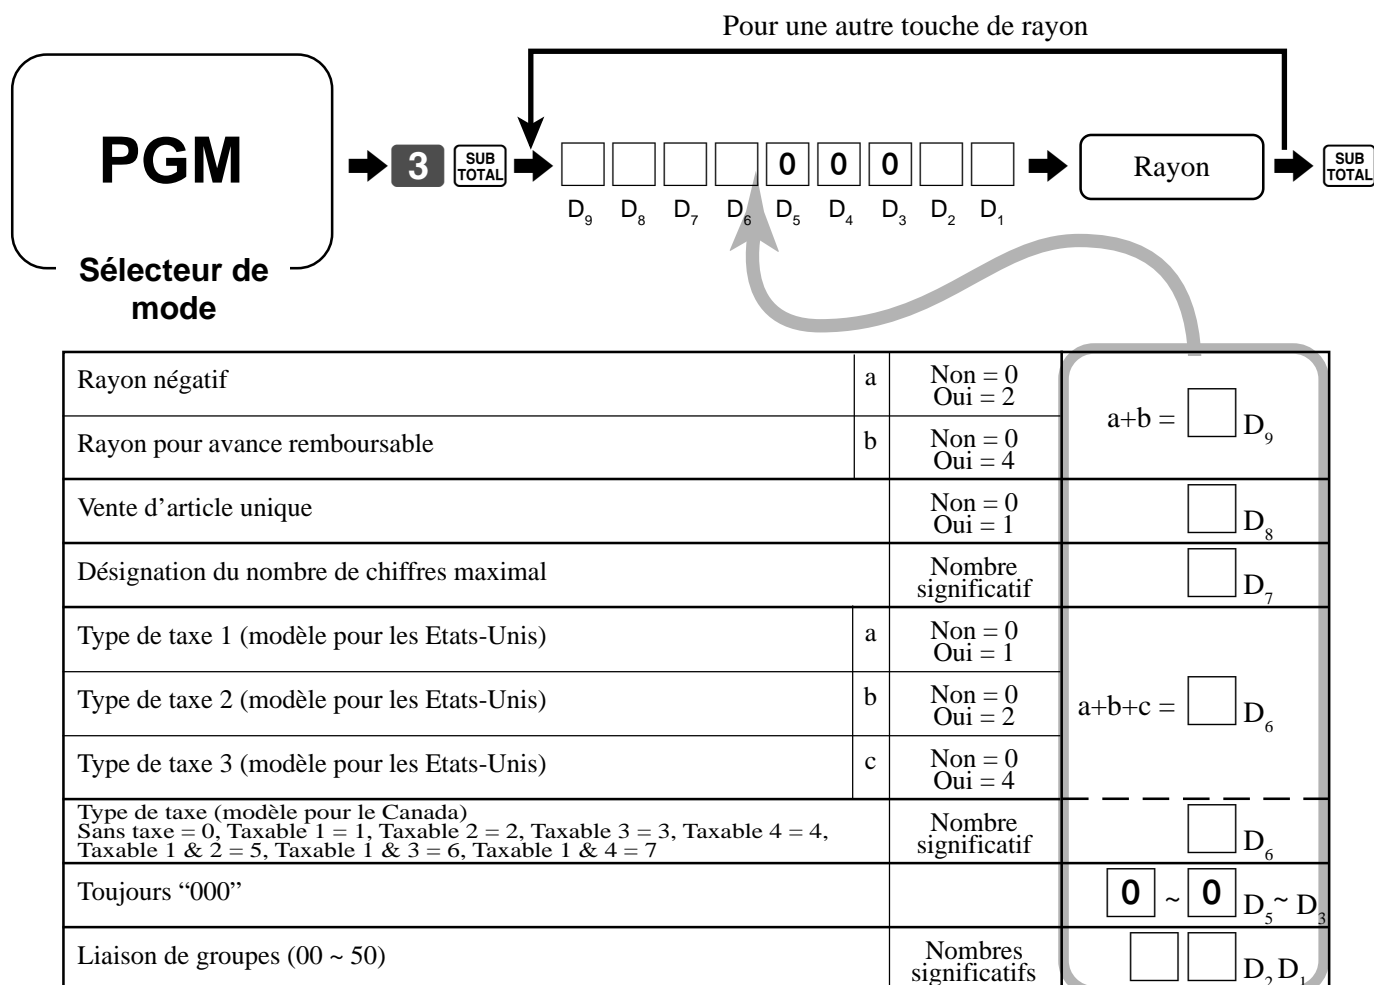 Pour une autre touche de rayon
PGM
Sélecteur de
mode
3
SUB
TOTAL
0 0 0
D9 D8 D7 D6 D5 D4 D3 D2 D1
Rayon
SUB
TOTAL
Rayon négatif
a
Non = 0
Oui = 2
a+b = D9
Rayon pour avance remboursable
b
Non = 0
Oui = 4
Vente d’article unique
Non = 0
Oui = 1
D8
Désignation du nombre de chiffres maximal
Nombre
significatif
D7
Type de taxe 1 (modèle pour les Etats-Unis)
a
Non = 0
Oui = 1
Type de taxe 2 (modèle pour les Etats-Unis)
b
Non = 0
Oui = 2
a+b+c = D6
Type de taxe 3 (modèle pour les Etats-Unis)
c
Non = 0
Oui = 4
Type de taxe (modèle pour le Canada)
Sans taxe = 0, Taxable 1 = 1, Taxable 2 = 2, Taxable 3 = 3, Taxable 4 = 4,
Taxable 1 & 2 = 5, Taxable 1 & 3 = 6, Taxable 1 & 4 = 7
Nombre
significatif
D6
Toujours “000”
0 ~ 0 D5~ D3
Liaison de groupes (00 ~ 50)
Nombres
significatifs
D2 D1